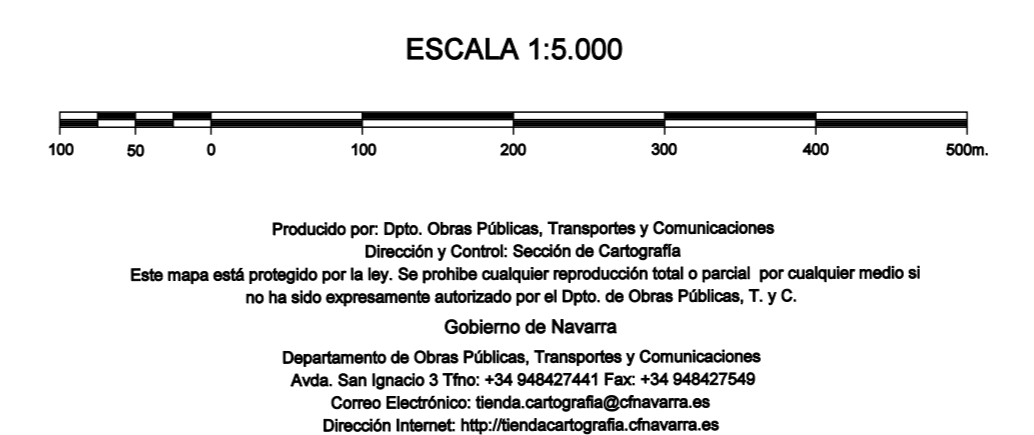 ESCALA 1:5.000
100 50 0 100 200 300 400 500m.
Producido por: Dpto. Obras Públicas, Transportes y Comunicaciones
Dirección y Control: Sección de Cartografía
Este mapa está protegido por la ley. Se prohibe cualquier reproducción total o parcial por cualquier medio si
no ha sido expresamente autorizado por el Dpto. de Obras Públicas, T. y C.
Gobierno de Navarra
Departamento de Obras Públicas, Transportes y Comunicaciones
Avda. San Ignacio 3 Tfno: +34 948427441 Fax: +34 948427549
Correo Electrónico: tienda.cartografia@cfnavarra.es
Dirección Internet: http://tiendacartografia.cfnavarra.es